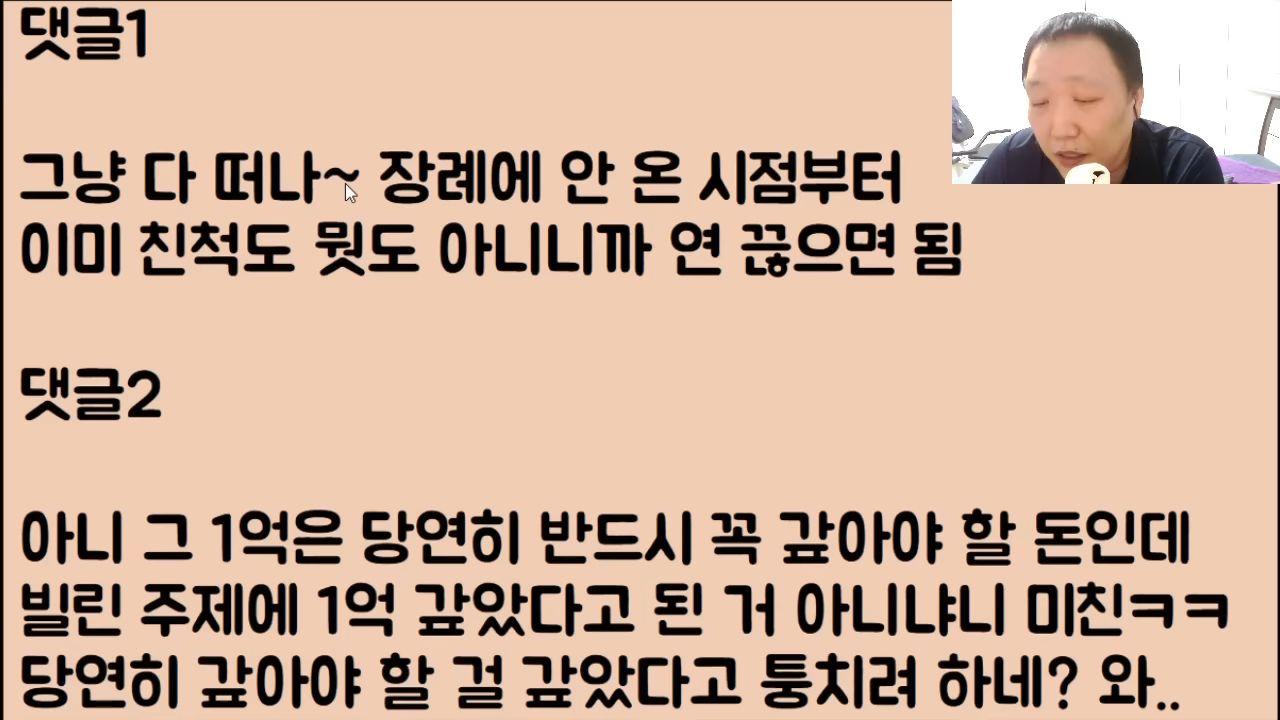 댓글1
그냥 다 떠나~ 장례에 안 온 시점부터
이미 친척도 뭣도 아니니까 연 끊으면 됨
댓글2
아니 그 1억은 당연히 반드시 꼭 갚아야 할 돈인데
빌린 주제에 1억 갚았다고 된 거 아니냐니 미친ㅋㅋ
당연히 갚아야 할 걸 갚았다고 퉁치려 하네? 와..